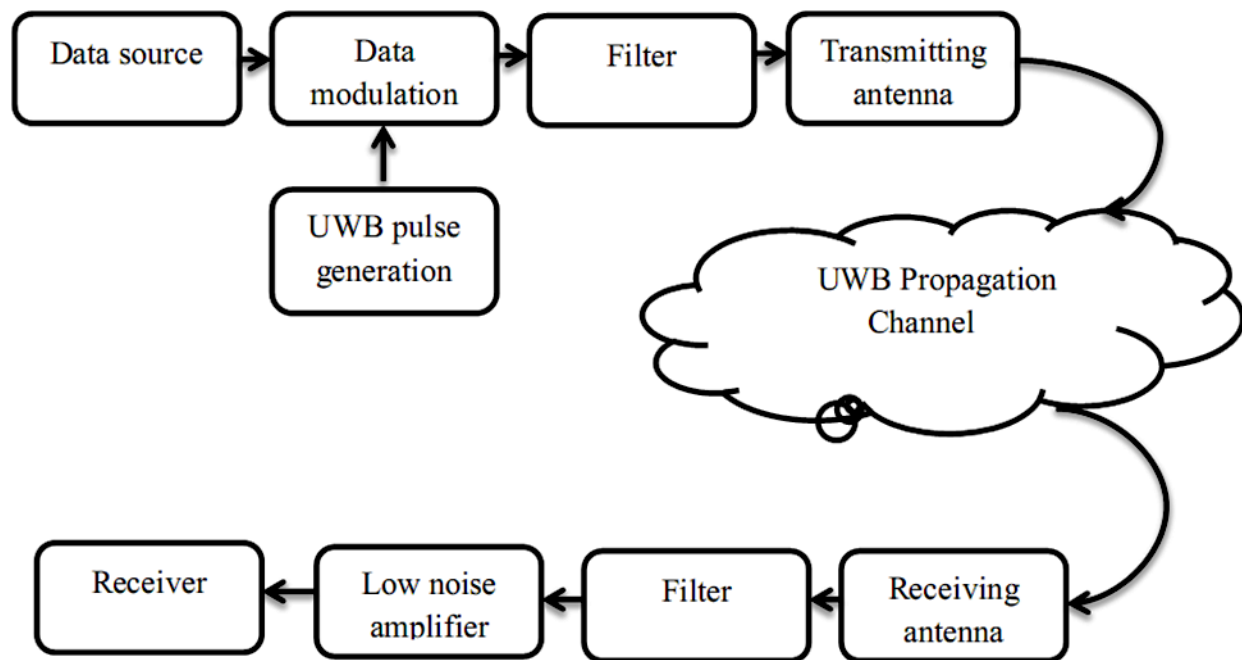 Data source
Data
modulation
Filter
Transmitting
antenna
UWB pulse
generation
UWB Propagation
Channel
Receiver
Low noise
amplifier
Filter
Receiving
antenna